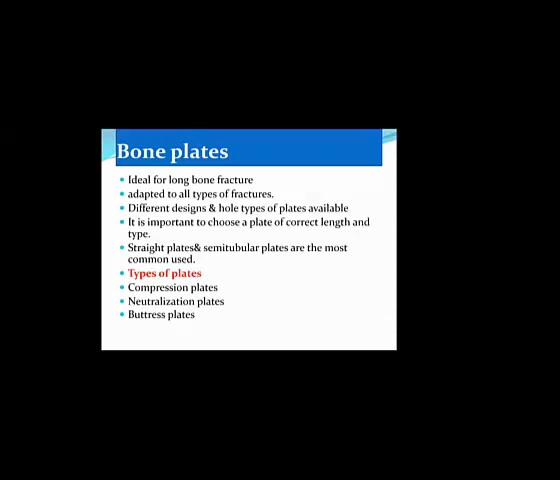 Bone plates
Ideal for long bone fracture
adapted to all types of fractures.
Different designs & hole types of plates available
It is important to choose a plate of correct length and
type.
Straight plates& semitubular plates are the most
common used.
Types of plates
Compression plates
Neutralization plates
Buttress plates